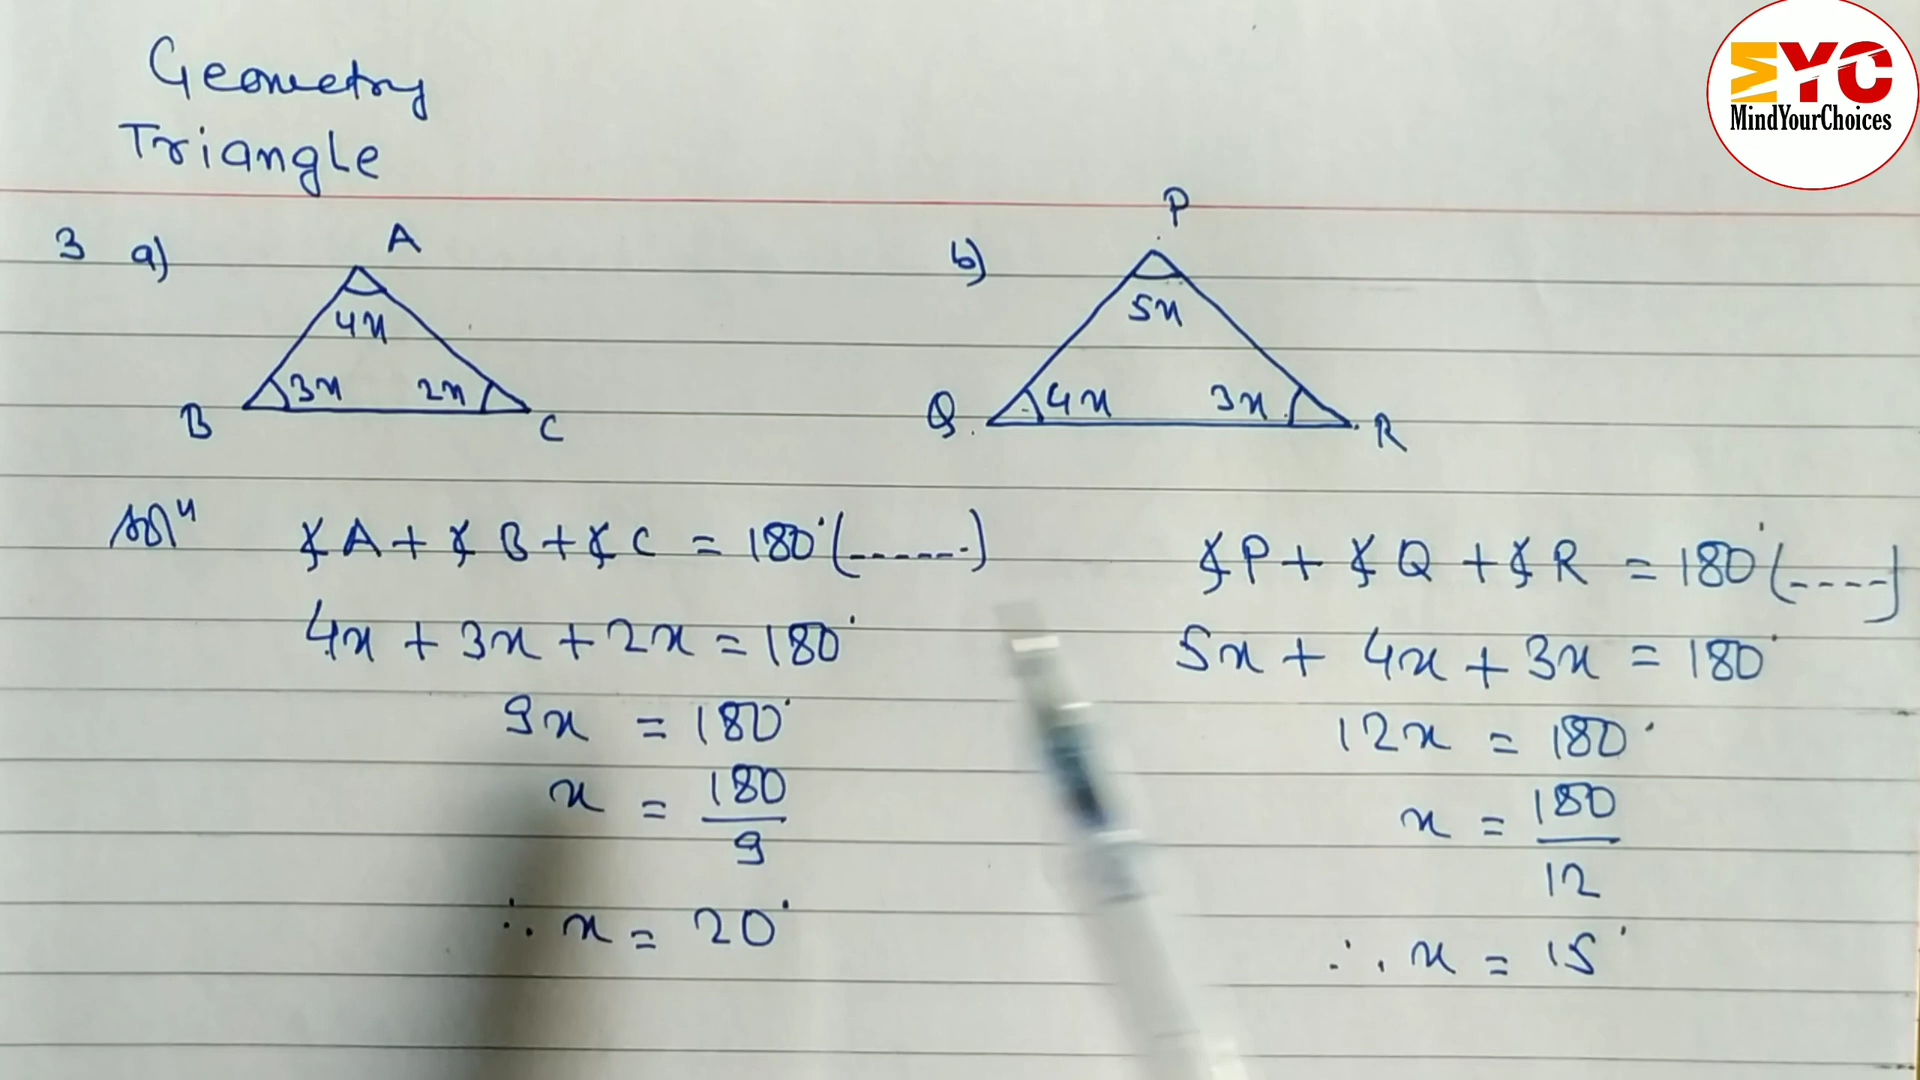 Geometry
Triangle
MYC
MindYourChoices
3 a)
A
4x
3x 2x
B C
b)
P
5x
4x 3x
Q R
Solⁿ ∠A + ∠B + ∠C = 180° (------)
4x + 3x + 2x = 180°
9x = 180°
x = 180/9
∴ x = 20°
∠P + ∠Q + ∠R = 180° (----)
5x + 4x + 3x = 180°
12x = 180°
x = 180/12
∴ x = 15°